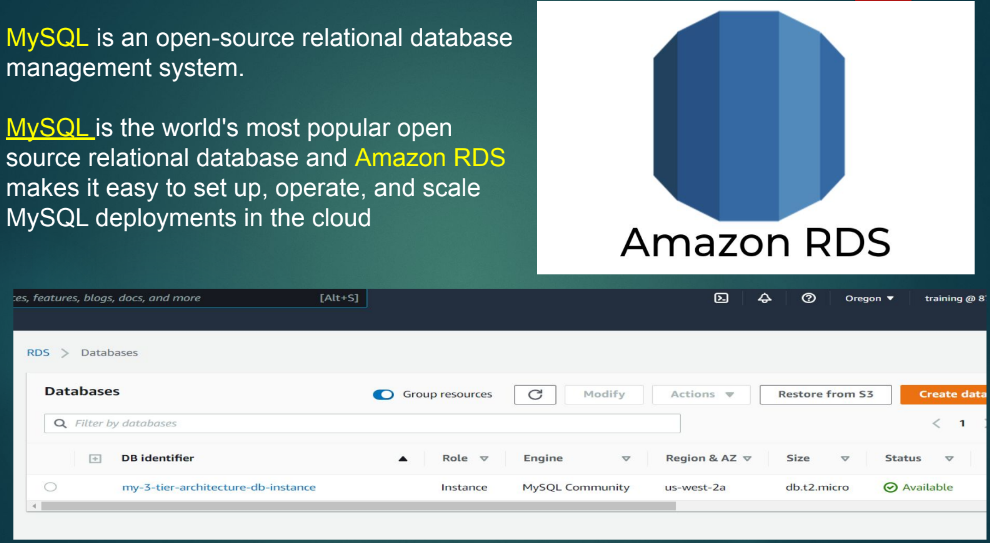 MySQL is an open-source relational database
management system.
MySQL is the world's most popular open
source relational database and Amazon RDS
makes it easy to set up, operate, and scale
MySQL deployments in the cloud
Amazon RDS
features, blogs, docs, and more [Alt+S] Oregon training @
RDS > Databases
Databases Group resources Modify Actions Restore from S3 Create
Filter by databases < 1
DB identifier Role Engine Region & AZ Size Status
my-3-tier-architecture-db-instance Instance MySQL Community us-west-2a db.t2.micro Available